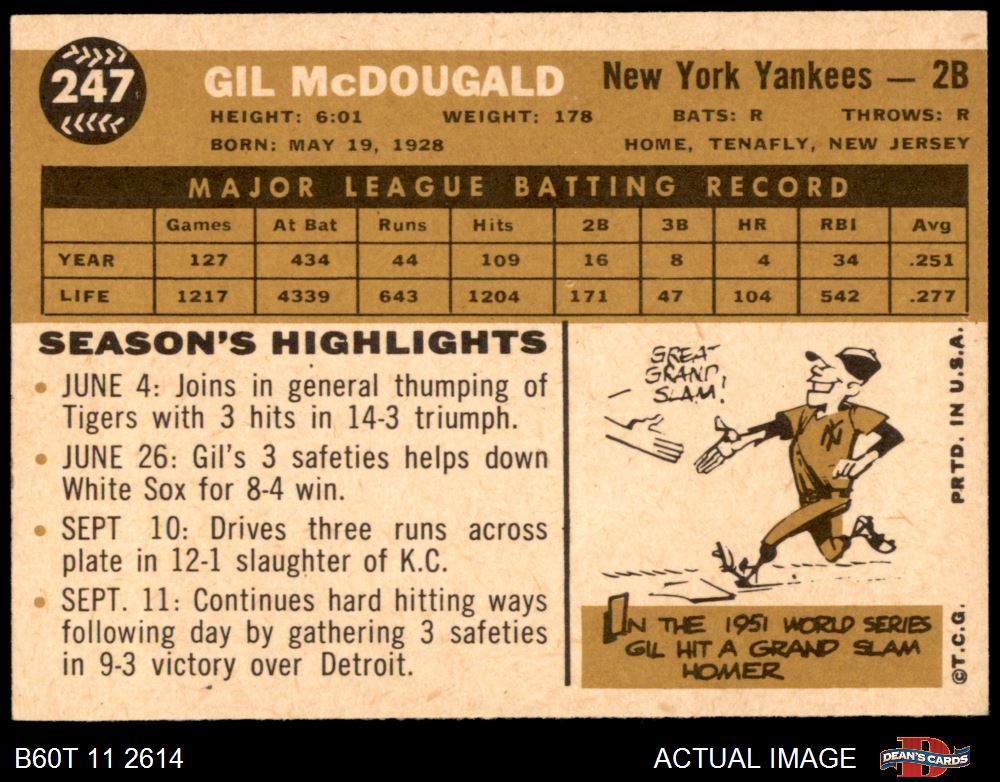 247
GIL McDOUGALD
New York Yankees — 2B
HEIGHT: 6:01 WEIGHT: 178 BATS: R THROWS: R
BORN: MAY 19, 1928 HOME, TENAFLY, NEW JERSEY
MAJOR LEAGUE BATTING RECORD
Games At Bat Runs Hits 2B 3B HR RBI Avg
YEAR 127 434 44 109 16 8 4 34 .251
LIFE 1217 4339 643 1204 171 47 104 542 .277
SEASON'S HIGHLIGHTS
• JUNE 4: Joins in general thumping of
Tigers with 3 hits in 14-3 triumph.
• JUNE 26: Gil's 3 safeties helps down
White Sox for 8-4 win.
• SEPT 10: Drives three runs across
plate in 12-1 slaughter of K.C.
• SEPT. 11: Continues hard hitting ways
following day by gathering 3 safeties
in 9-3 victory over Detroit.
GREAT
GRAND
SLAM!
NY
IN THE 1951 WORLD SERIES
GIL HIT A GRAND SLAM
HOMER
©T.C.G. PRTD. IN U.S.A.
B60T 11 2614
ACTUAL IMAGE
DEAN'S CARDS